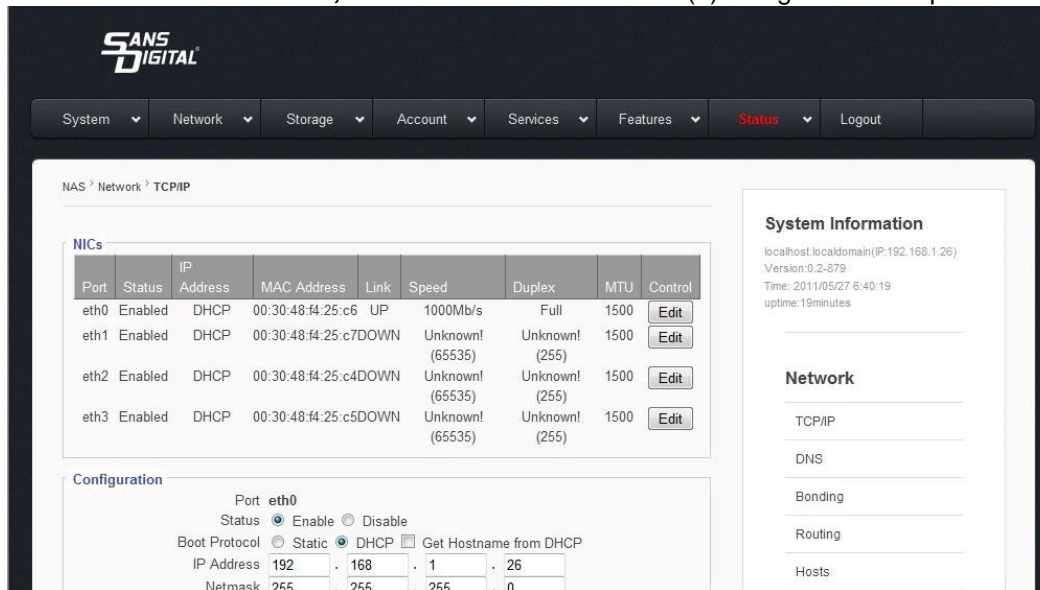 SANS
DIGITAL
System Network Storage Account Services Features Status Logout
NAS > Network > TCP/IP
NICs
Port Status IP Address MAC Address Link Speed Duplex MTU Control
eth0 Enabled DHCP 00:30:48:f4:25:c6 UP 1000Mb/s Full 1500 Edit
eth1 Enabled DHCP 00:30:48:f4:25:c7 DOWN Unknown! (65535) Unknown! (255) 1500 Edit
eth2 Enabled DHCP 00:30:48:f4:25:c4 DOWN Unknown! (65535) Unknown! (255) 1500 Edit
eth3 Enabled DHCP 00:30:48:f4:25:c5 DOWN Unknown! (65535) Unknown! (255) 1500 Edit
Configuration
Port eth0
Status Enable Disable
Boot Protocol Static DHCP Get Hostname from DHCP
IP Address 192 . 168 . 1 . 26
Netmask 255 . 255 . 255 . 0
System Information
localhost.localdomain(IP:192.168.1.26)
Version:0.2-879
Time: 2011/05/27 6:40:19
uptime:19minutes
Network
TCP/IP
DNS
Bonding
Routing
Hosts